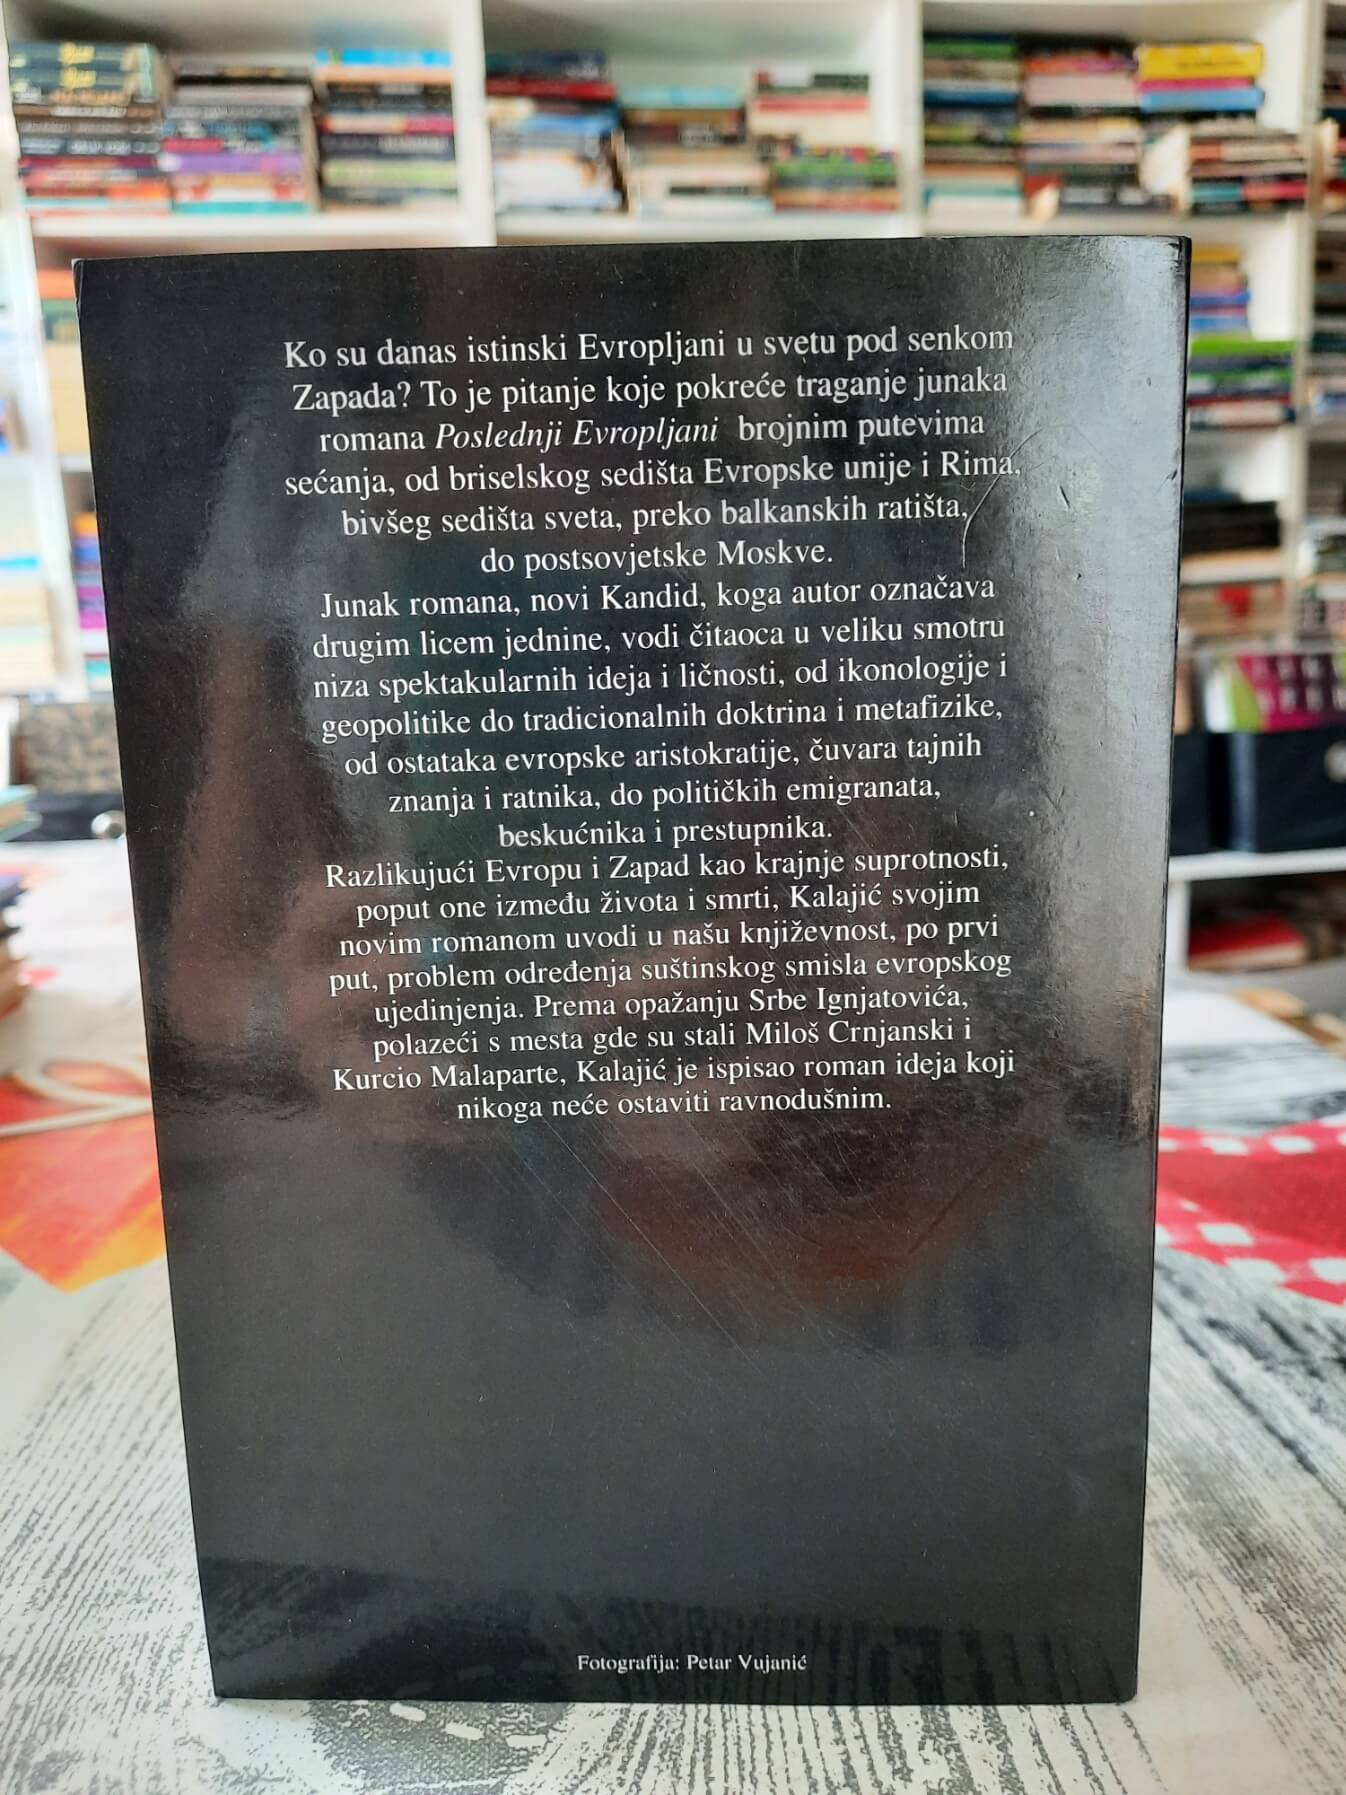 Ko su danas istinski Evropljani u svetu pod senkom
Zapada? To je pitanje koje pokreće traganje junaka
romana Poslednji Evropljani brojnim putevima
sećanja, od briselskog sedišta Evropske unije i Rima,
bivšeg sedišta sveta, preko balkanskih ratišta,
do postsovjetske Moskve.
Junak romana, novi Kandid, koga autor označava
drugim licem jednine, vodi čitaoca u veliku smotru
niza spektakularnih ideja i ličnosti, od ikonologije i
geopolitike do tradicionalnih doktrina i metafizike,
od ostataka evropske aristokratije, čuvara tajnih
znanja i ratnika, do političkih emigranata,
beskućnika i prestupnika.
Razlikujući Evropu i Zapad kao krajnje suprotnosti,
poput one između života i smrti, Kalajić svojim
novim romanom uvodi u našu književnost, po prvi
put, problem određenja suštinskog smisla evropskog
ujedinjenja. Prema opažanju Srbe Ignjatovića,
polazeći s mesta gde su stali Miloš Crnjanski i
Kurcio Malaparte, Kalajić je ispisao roman ideja koji
nikoga neće ostaviti ravnodušnim.
Fotografija: Petar Vujanić